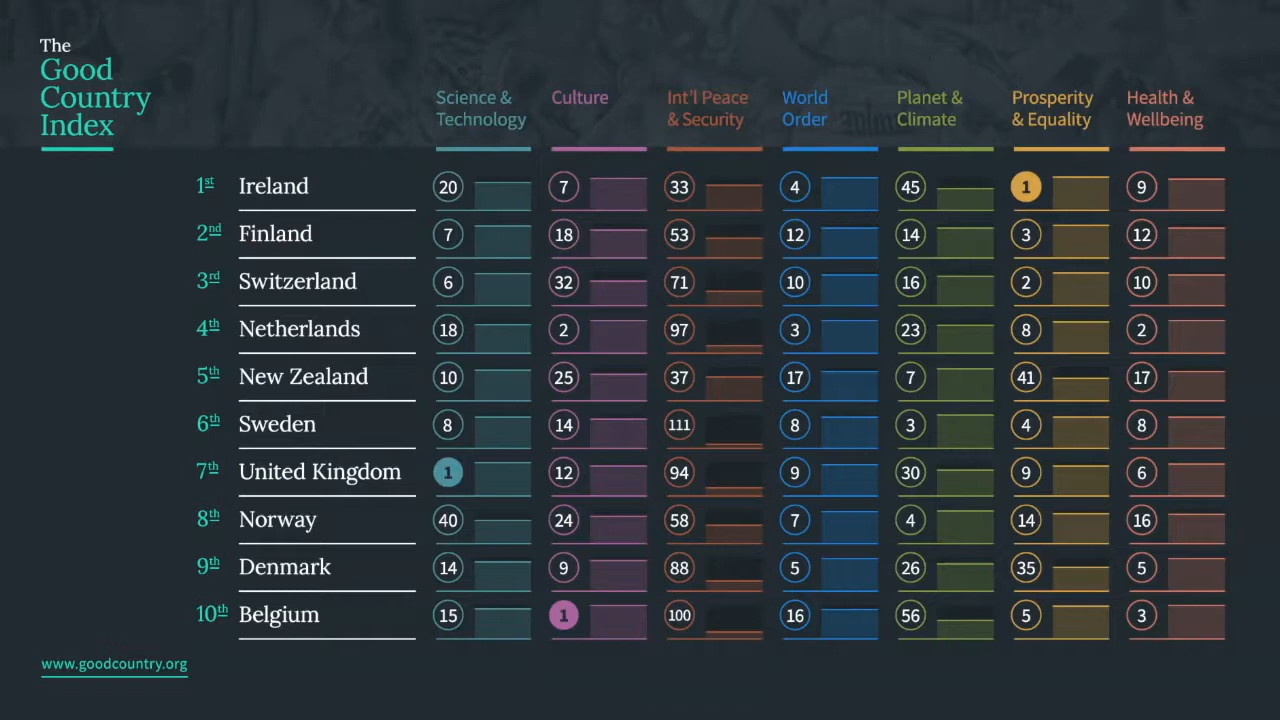 The
Good
Country
Index
Science & Technology Culture Int'l Peace & Security World Order Planet & Climate Prosperity & Equality Health & Wellbeing
1st Ireland 20 7 33 4 45 1 9
2nd Finland 7 18 53 12 14 3 12
3rd Switzerland 6 32 71 10 16 2 10
4th Netherlands 18 2 97 3 23 8 2
5th New Zealand 10 25 37 17 7 41 17
6th Sweden 8 14 111 8 3 4 8
7th United Kingdom 1 12 94 9 30 9 6
8th Norway 40 24 58 7 4 14 16
9th Denmark 14 9 88 5 26 35 5
10th Belgium 15 1 100 16 56 5 3
www.goodcountry.org